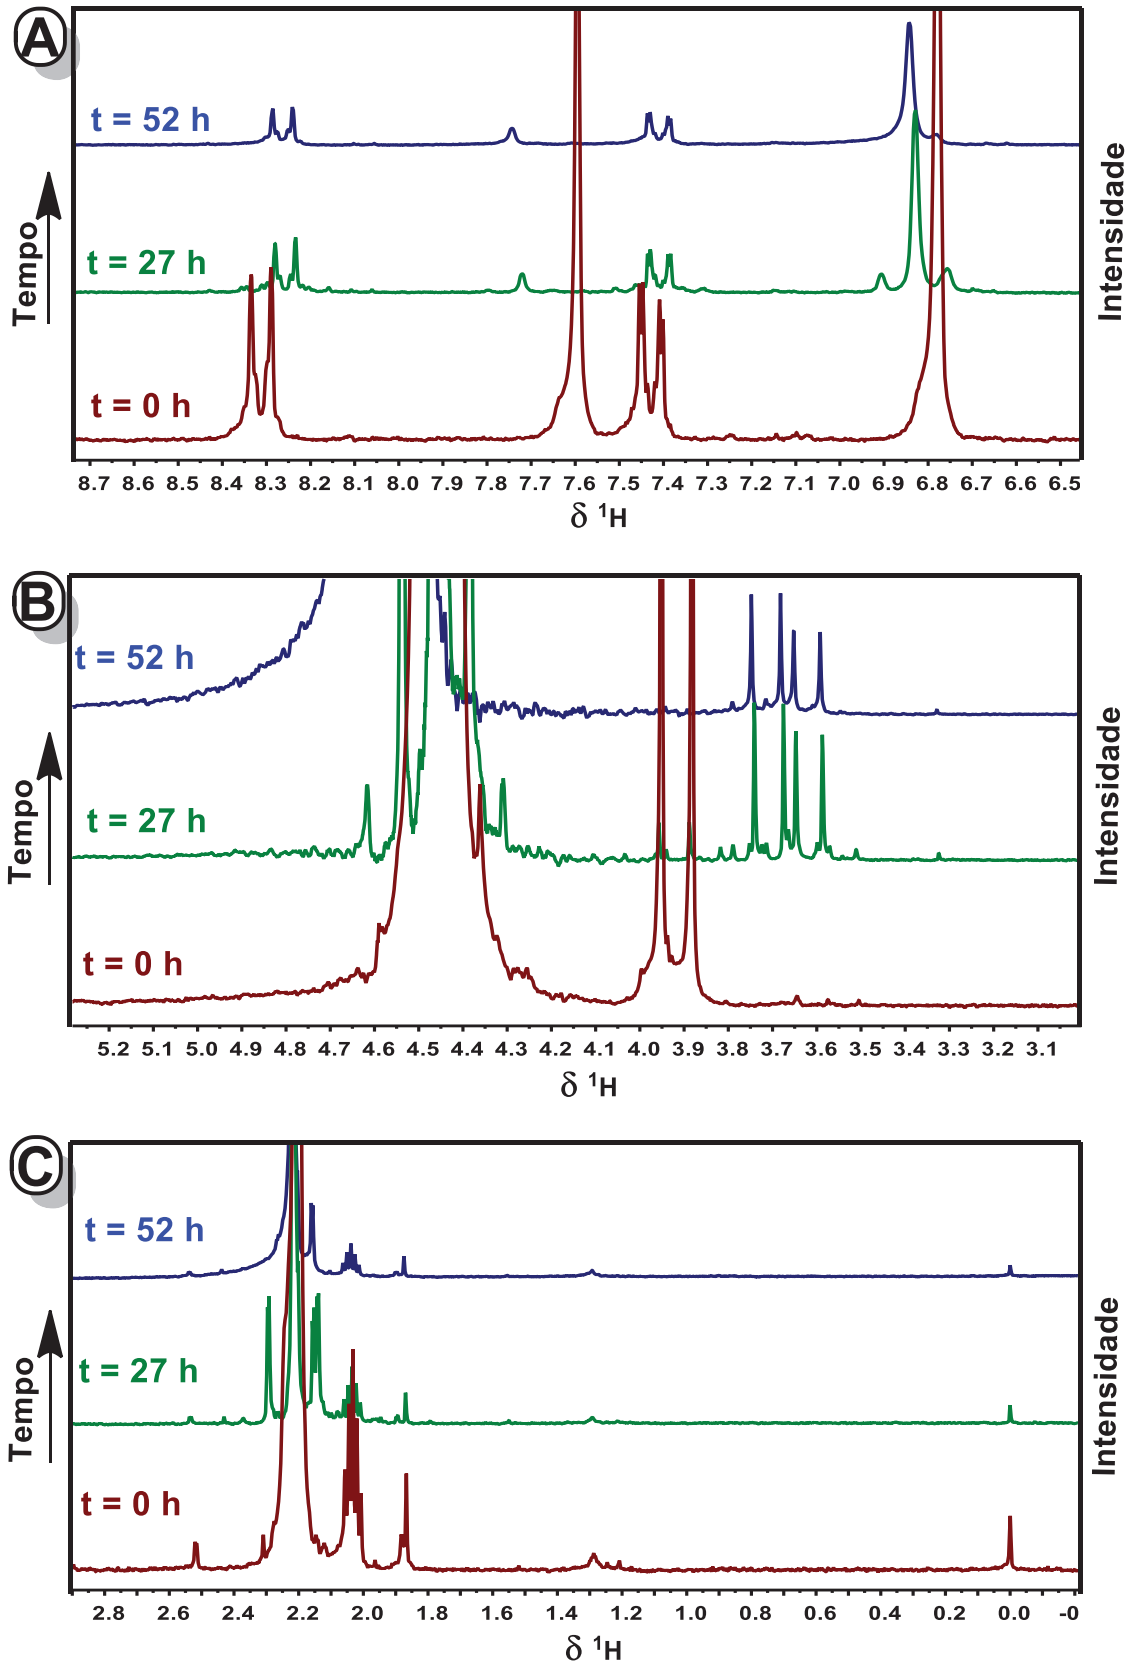 A
t = 52 h
t = 27 h
t = 0 h
Tempo
Intensidade
8.7 8.5 8.5 8.4 8.3 8.2 8.1 8.0 7.9 7.8 7.7 7.6 7.5 7.4 7.3 7.2 7.1 7.0 6.9 6.8 6.6 6.6 6.5
δ ¹H
B
t = 52 h
t = 27 h
t = 0 h
Tempo
Intensidade
5.2 5.1 5.0 4.9 4.8 4.7 4.6 4.5 4.4 4.3 4.2 4.1 4.0 3.9 3.8 3.7 3.6 3.5 3.4 3.3 3.2 3.1
δ ¹H
C
t = 52 h
t = 27 h
t = 0 h
Tempo
Intensidade
2.8 2.6 2.4 2.2 2.0 1.8 1.6 1.4 1.2 1.0 0.8 0.6 0.4 0.2 0.0 -0
δ ¹H